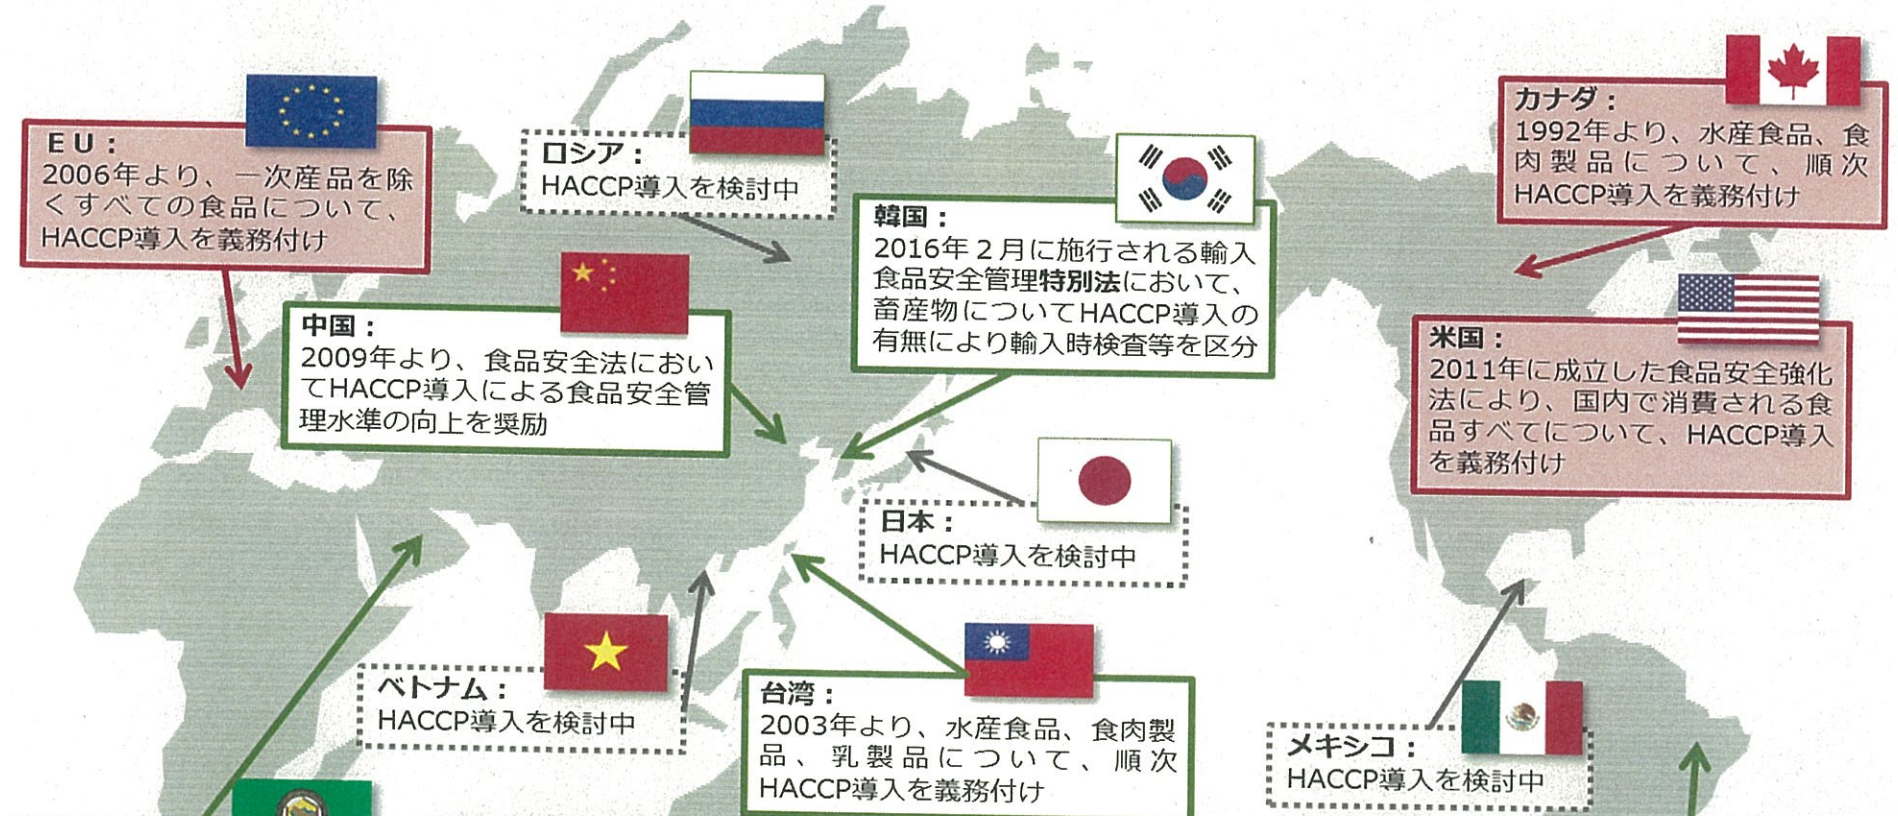 EU：
2006年より、一次産品を除
くすべての食品について、
HACCP導入を義務付け
ロシア：
HACCP導入を検討中
韓国：
2016年２月に施行される輸入
食品安全管理特別法において、
畜産物についてHACCP導入の
有無により輸入時検査等を区分
カナダ：
1992年より、水産食品、食
肉製品について、順次
HACCP導入を義務付け
中国：
2009年より、食品安全法におい
てHACCP導入による食品安全管
理水準の向上を奨励
米国：
2011年に成立した食品安全強化
法により、国内で消費される食
品すべてについて、HACCP導入
を義務付け
日本：
HACCP導入を検討中
ベトナム：
HACCP導入を検討中
台湾：
2003年より、水産食品、食肉製
品、乳製品について、順次
HACCP導入を義務付け
メキシコ：
HACCP導入を検討中